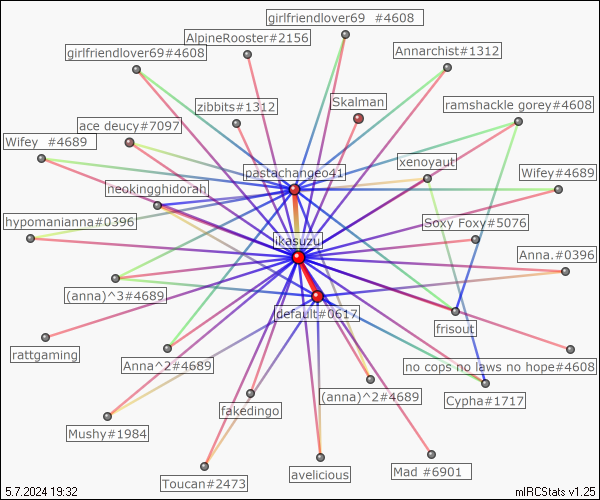 girlfriendlover69 #4608
AlpineRooster#2156
girlfriendlover69#4608
Annarchist#1312
Skalman
zibbits#1312
ramshackle gorey#4608
ace deucy#7097
Wifey #4689
xenoyaut
pastachangeo41
Wifey#4689
neokingghidorah
hypomanianna#0396
Soxy Foxy#5076
ikasuzu
Anna.#0396
(anna)^3#4689
jdefault#0617
frisout
rattgaming
Anna^2#4689
no cops no laws no hope#4608
(anna)^2#4689
Cypha#1717
fakedingo
Mushy#1984
avelicious
Mad #6901
Toucan#2473
5.7.2024 19:32
mIRCStats v1.25